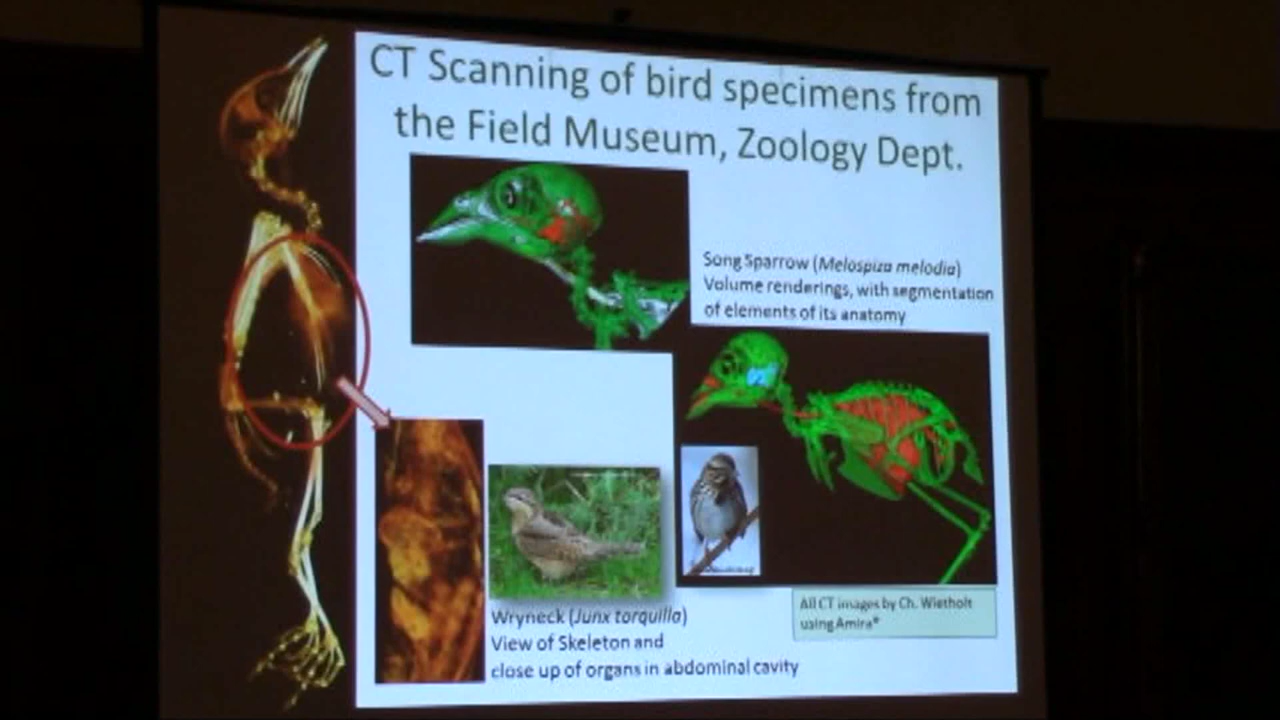 CT Scanning of bird specimens from
the Field Museum, Zoology Dept.
Song Sparrow (Melospiza melodia)
Volume renderings, with segmentation
of elements of its anatomy
Wryneck (Junx torquilla)
View of Skeleton and
close up of organs in abdominal cavity
All CT images by Ch. Wietholt
using Amira®